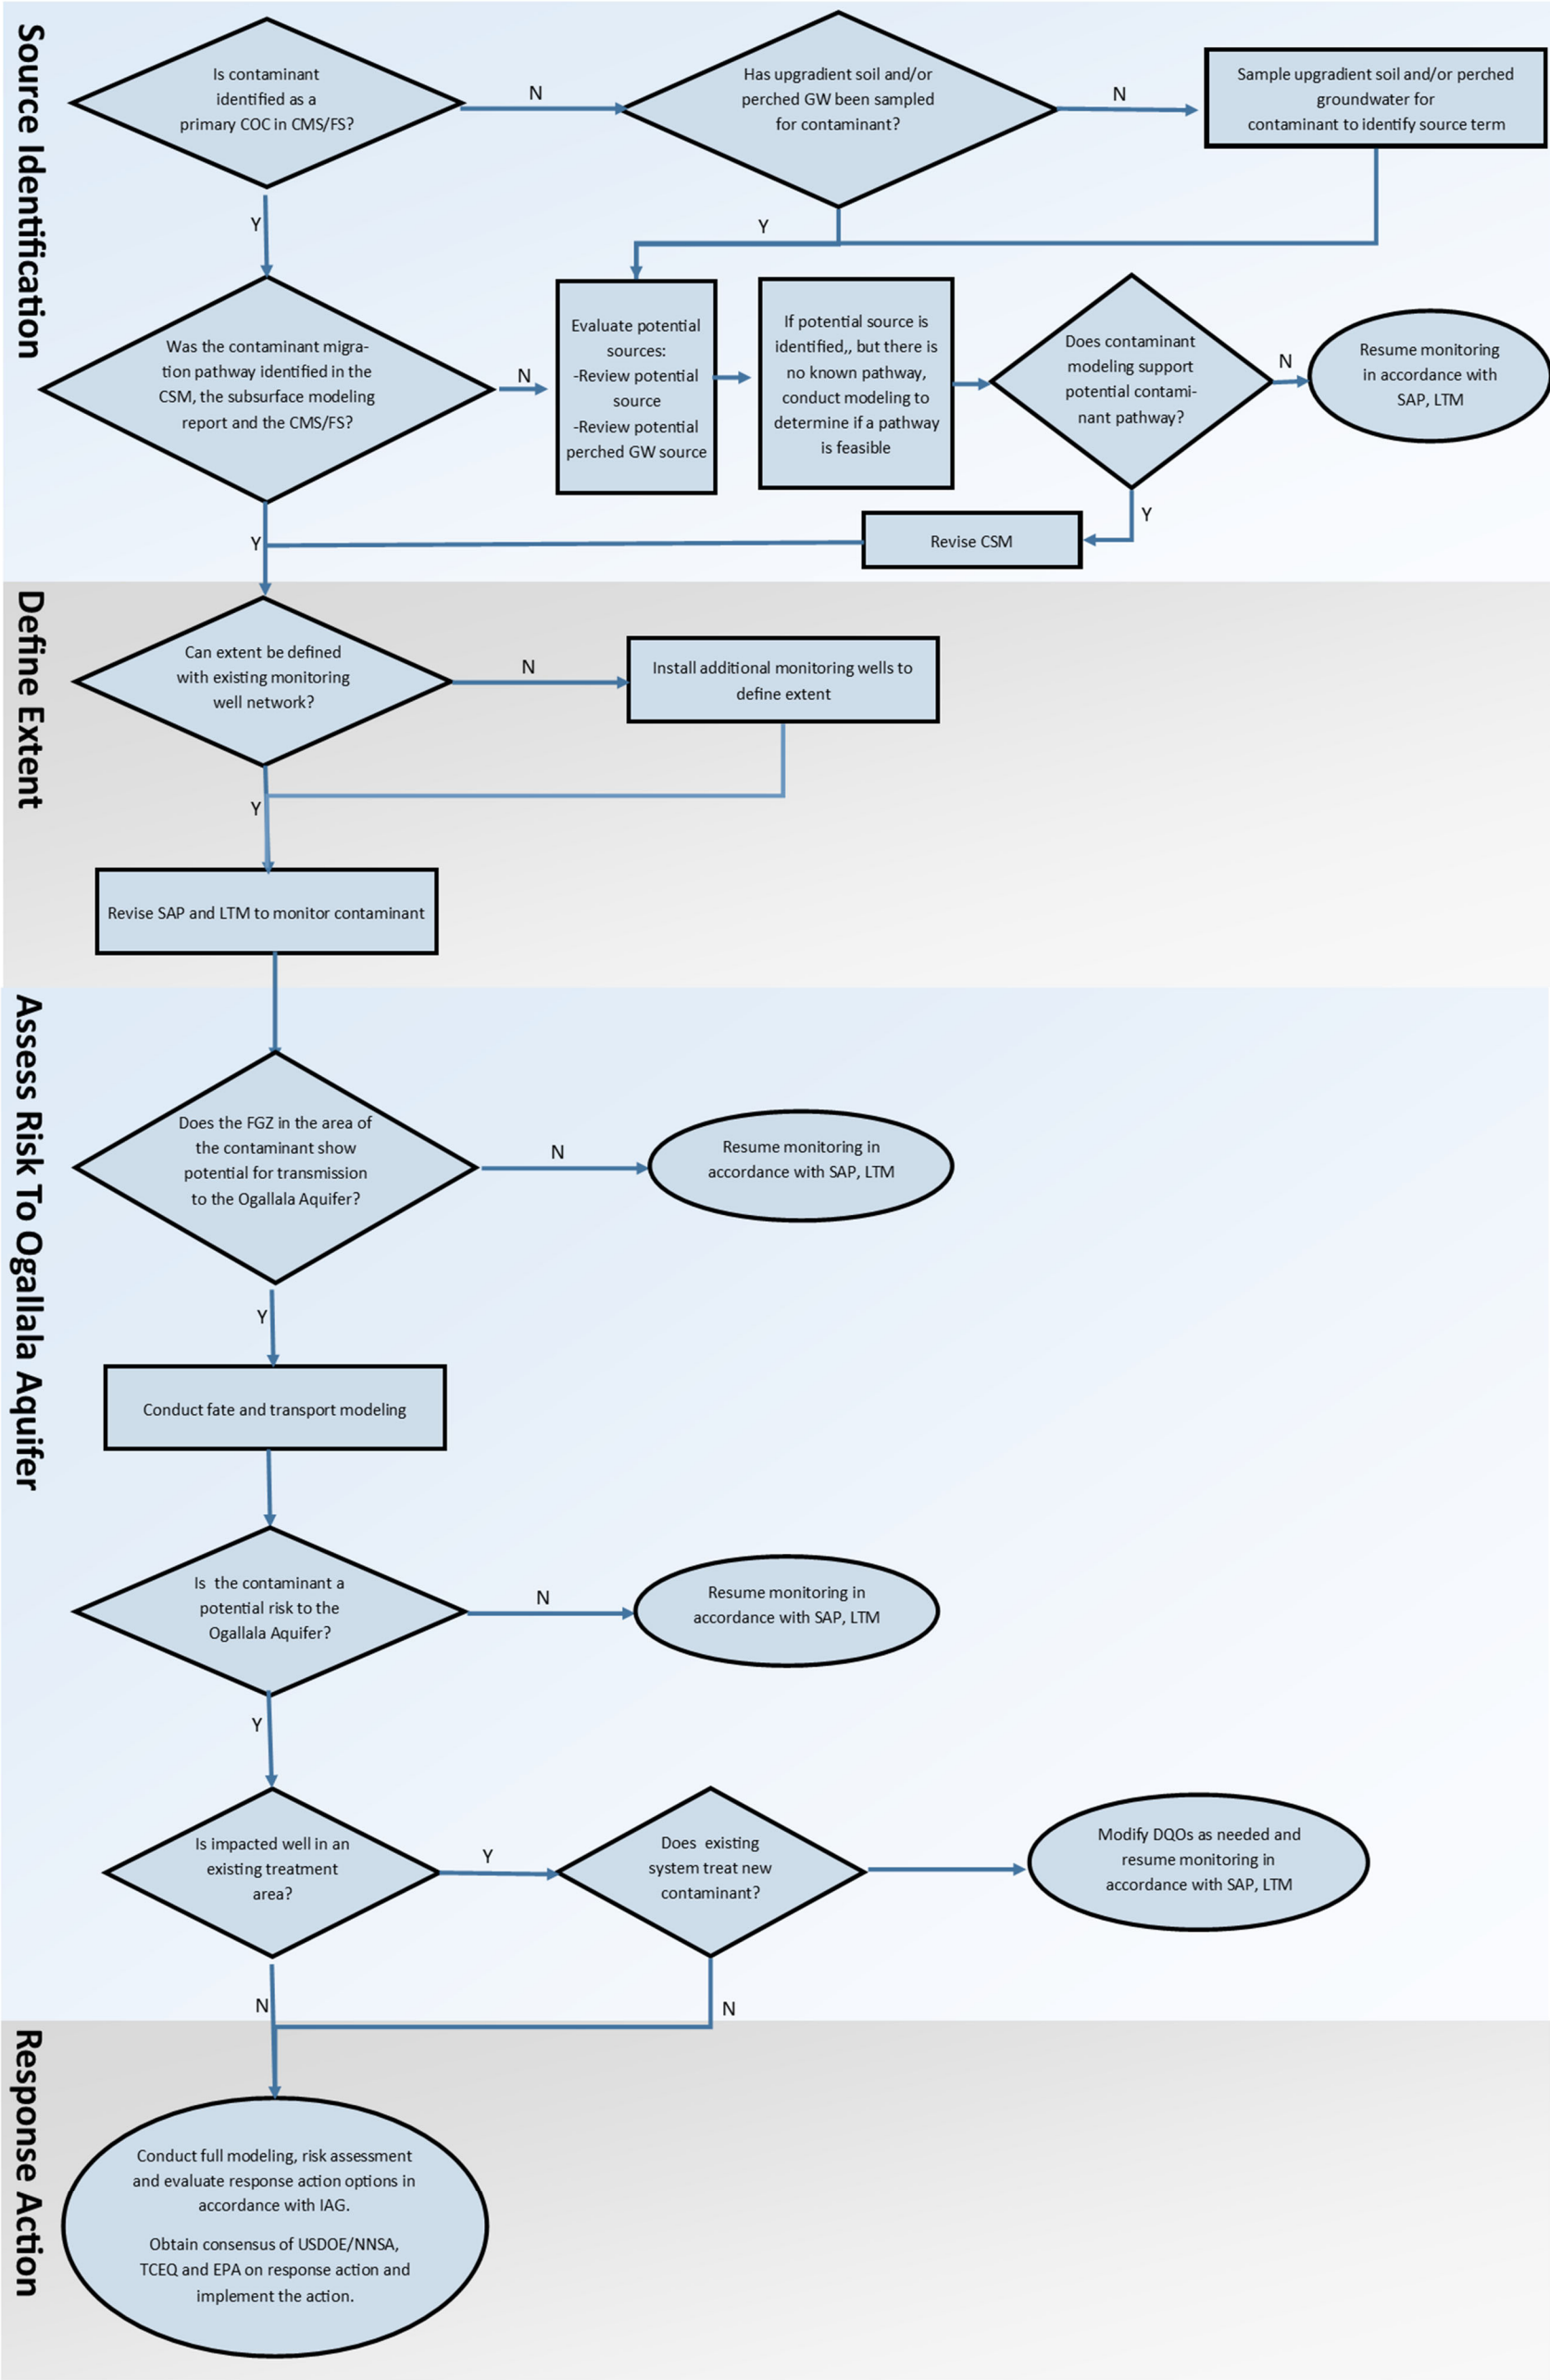 Source Identification
Is contaminant
identified as a
primary COC in CMS/FS?
N
Has upgradient soil and/or
perched GW been sampled
for contaminant?
N
Sample upgradient soil and/or perched
groundwater for
contaminant to identify source term
Y
Y
Was the contaminant migra-
tion pathway identified in the
CSM, the subsurface modeling
report and the CMS/FS?
N
Evaluate potential
sources:
-Review potential
source
-Review potential
perched GW source
If potential source is
identified,, but there is
no known pathway,
conduct modeling to
determine if a pathway
is feasible
Does contaminant
modeling support
potential contami-
nant pathway?
N
Resume monitoring
in accordance with
SAP, LTM
Y
Revise CSM
Y
Define Extent
Can extent be defined
with existing monitoring
well network?
N
Install additional monitoring wells to
define extent
Y
Revise SAP and LTM to monitor contaminant
Assess Risk To Ogallala Aquifer
Does the FGZ in the area of
the contaminant show
potential for transmission
to the Ogallala Aquifer?
N
Resume monitoring in
accordance with SAP, LTM
Y
Conduct fate and transport modeling
Is the contaminant a
potential risk to the
Ogallala Aquifer?
N
Resume monitoring in
accordance with SAP, LTM
Y
Is impacted well in an
existing treatment
area?
Y
Does existing
system treat new
contaminant?
Modify DQOs as needed and
resume monitoring in
accordance with SAP, LTM
N
N
Response Action
Conduct full modeling, risk assessment
and evaluate response action options in
accordance with IAG.
Obtain consensus of USDOE/NNSA,
TCEQ and EPA on response action and
implement the action.